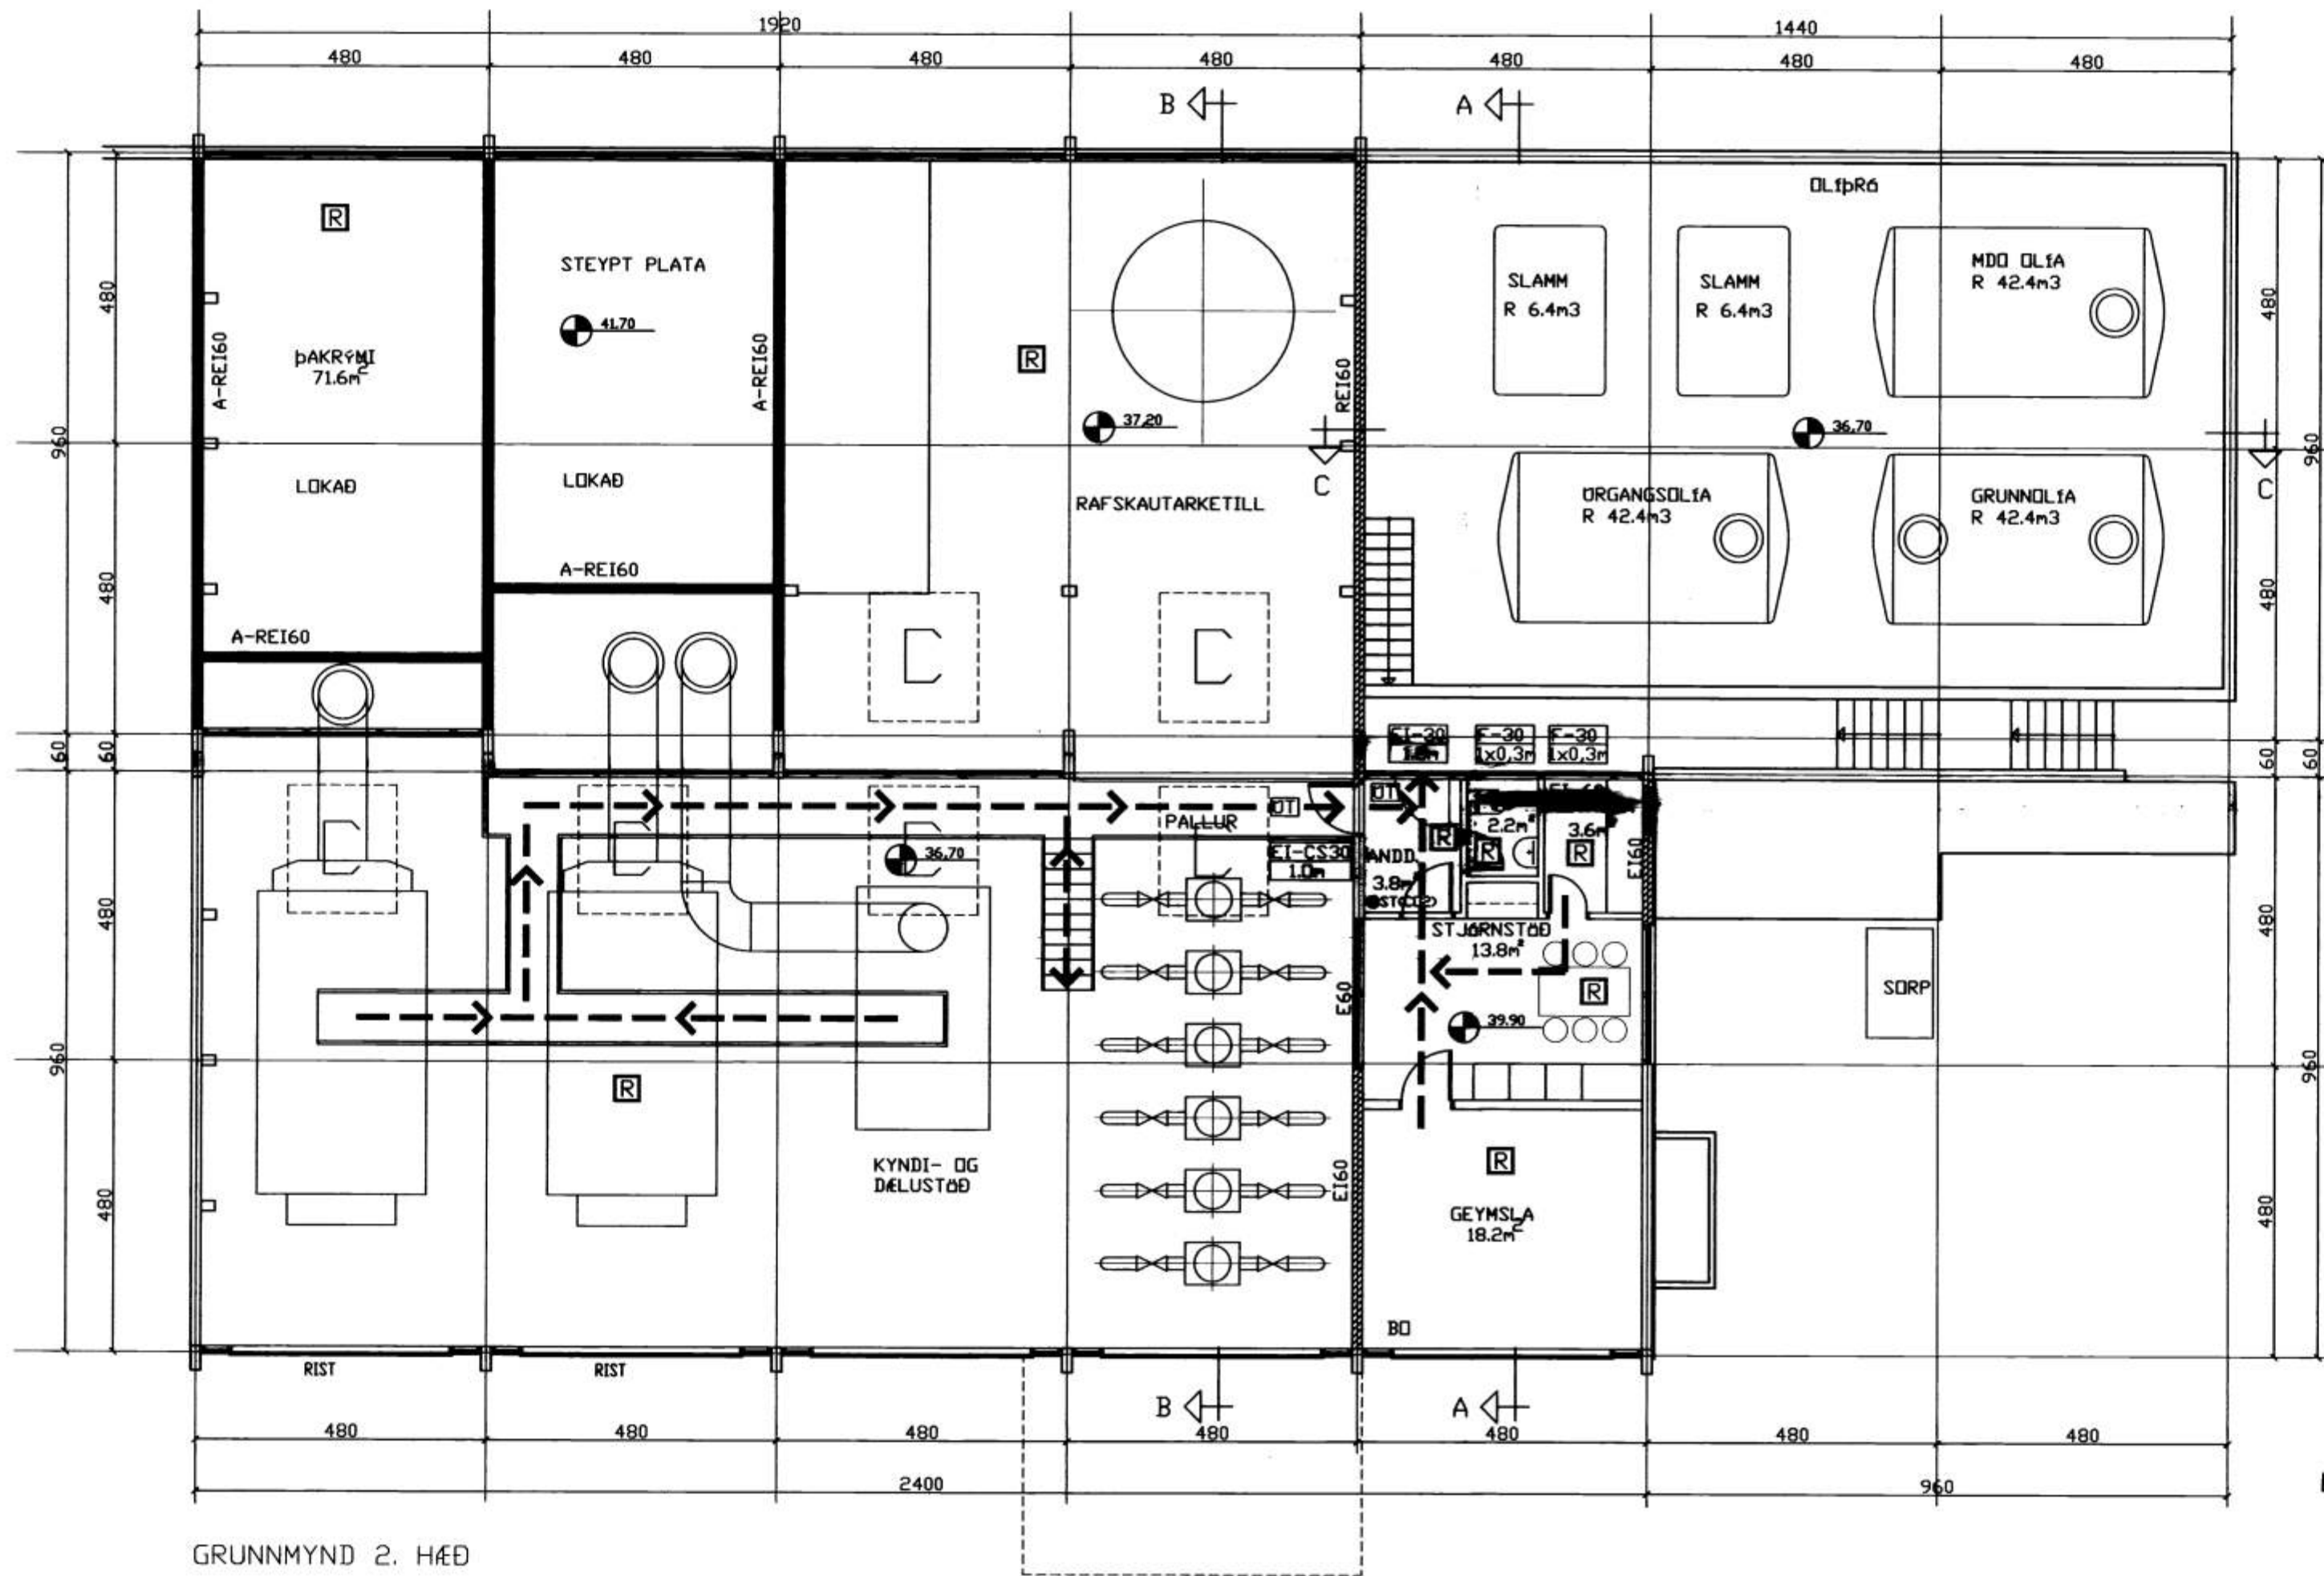 1920
1440
480 480 480 480 480 480 480
B
A
OLÍÞRÓ
R
STEYPT PLATA
41.70
A-REI60
ÞAKRÝMI
71.6m²
A-REI60
LOKAÐ
LOKAÐ
A-REI60
A-REI60
R
37.20
REI60
C
RAFSKAUTARKETILL
SLAMM
R 6.4m3
SLAMM
R 6.4m3
MDO OLÍA
R 42.4m3
36.70
C
ÚRGANGSOLÍA
R 42.4m3
GRUNNOLÍA
R 42.4m3
480
960
480
60
60
480
960
480
480
960
480
60
60
480
960
480
EI-30
F-30
1x0,3m
F-30
1x0,3m
PALLUR
ÚT
ÚT
36.70
EI-CS30
1.0m
ANDD.
3.8m²
R
R
2.2m²
3.6m²
R
EI60
STJÓRNSTÖÐ
13.8m²
R
39.90
E60
EI60
SORP
R
KYNDI- OG
DÆLUSTÖÐ
R
GEYMSLA
18.2m²
BO
RIST
RIST
B
A
480 480 480 480 480 480 480
2400
960
GRUNNMYND 2. HÆÐ